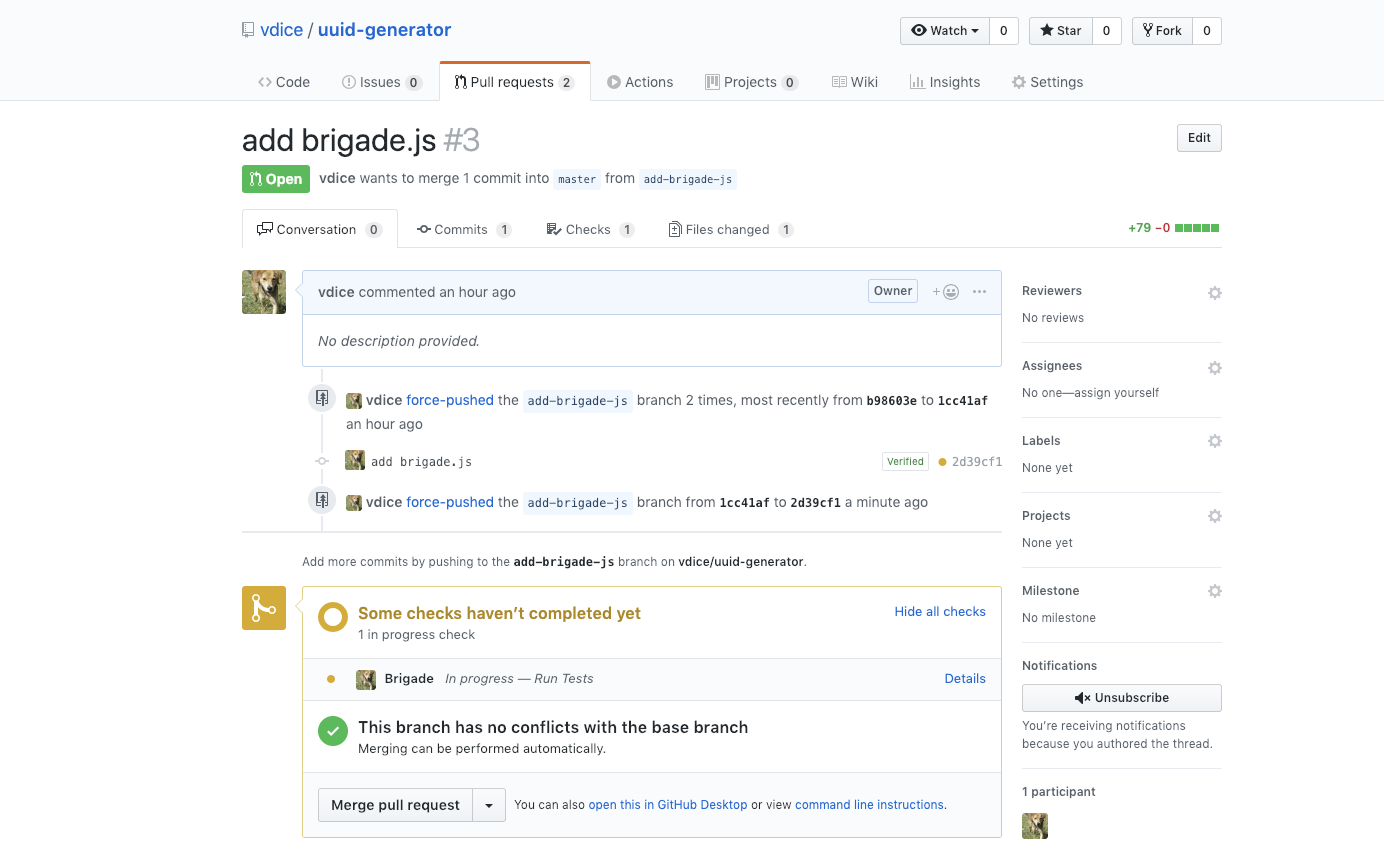 vdice / uuid-generator
Watch 0 Star 0 Fork 0
Code Issues 0 Pull requests 2 Actions Projects 0 Wiki Insights Settings
add brigade.js #3
Edit
Open vdice wants to merge 1 commit into master from add-brigade-js
Conversation 0 Commits 1 Checks 1 Files changed 1 +79 −0
vdice commented an hour ago Owner
No description provided.
vdice force-pushed the add-brigade-js branch 2 times, most recently from b98603e to 1cc41af
an hour ago
add brigade.js Verified 2d39cf1
vdice force-pushed the add-brigade-js branch from 1cc41af to 2d39cf1 a minute ago
Add more commits by pushing to the add-brigade-js branch on vdice/uuid-generator.
Some checks haven’t completed yet Hide all checks
1 in progress check
Brigade In progress — Run Tests Details
This branch has no conflicts with the base branch
Merging can be performed automatically.
Merge pull request You can also open this in GitHub Desktop or view command line instructions.
Reviewers
No reviews
Assignees
No one—assign yourself
Labels
None yet
Projects
None yet
Milestone
No milestone
Notifications
Unsubscribe
You’re receiving notifications
because you authored the thread.
1 participant